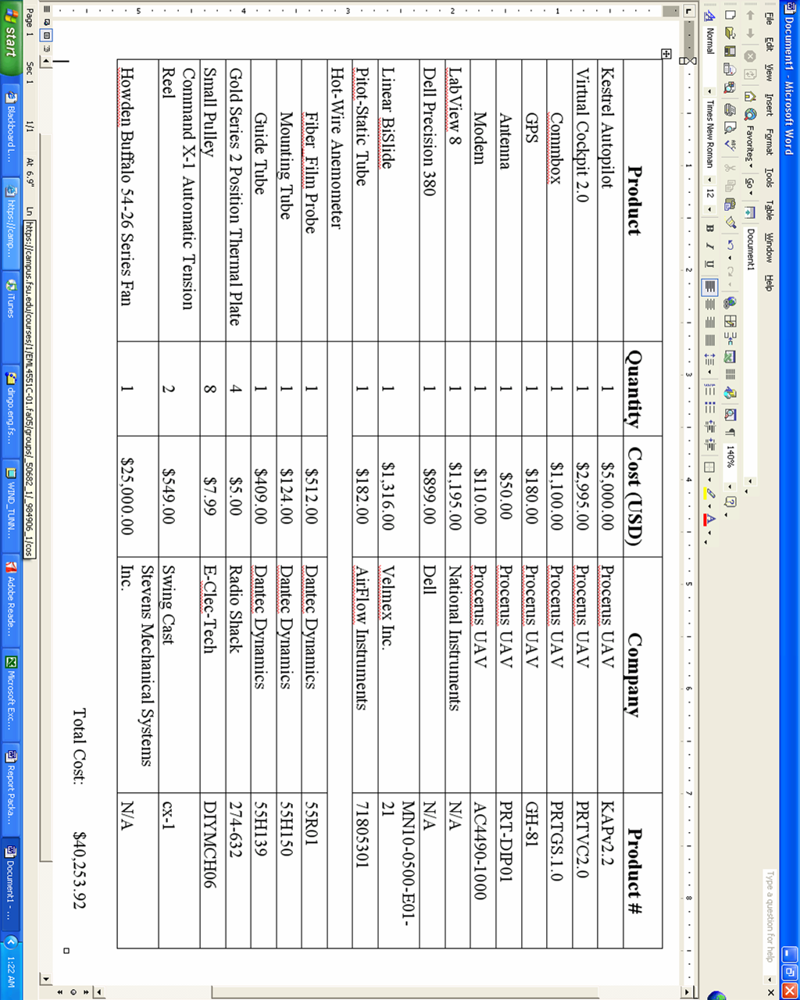 Document1 - Microsoft Word
File Edit View Insert Format Tools Table Window Help
Type a question for help
Favorites Go Document1
140%
Normal Times New Roman 12 B I U
1 1 2 3 4 5 6 7 8
Product Quantity Cost (USD) Company Product #
Kestrel Autopilot 1 $5,000.00 Procerus UAV KAPv2.2
Virtual Cockpit 2.0 1 $2,995.00 Procerus UAV PRTVC2.0
Commbox 1 $1,100.00 Procerus UAV PRTGS.1.0
GPS 1 $180.00 Procerus UAV GH-81
Antenna 1 $50.00 Procerus UAV PRT-DIP01
Modem 1 $110.00 Procerus UAV AC4490-1000
LabView 8 1 $1,195.00 National Instruments N/A
Dell Precision 380 1 $899.00 Dell N/A
Linear BiSlide 1 $1,316.00 Velmex Inc. MN10-0500-E01-
21
Pitot-Static Tube 1 $182.00 AirFlow Instruments 71805301
Hot-Wire Anemometer
Fiber Film Probe 1 $512.00 Dantec Dynamics 55R01
Mounting Tube 1 $124.00 Dantec Dynamics 55H150
Guide Tube 1 $409.00 Dantec Dynamics 55H139
Gold Series 2 Position Thermal Plate 4 $5.00 Radio Shack 274-632
Small Pulley 8 $7.99 E-Clec-Tech DIYMCH06
Command X-1 Automatic Tension
Reel 2 $549.00 Swing Cast cx-1
Howden Buffalo 54-26 Series Fan 1 $25,000.00 Stevens Mechanical Systems
Inc. N/A
Total Cost: $40,253.92
Page 1 Sec 1 1/1 At 6.9" Ln
https://campus.fsu.edu/courses/1/EML4551C-01.fa05/groups/_50682_1/_984906_1/cos
start Blackboard L... https://camp... iTunes dingo.eng.fs... WIND_TUNN... Adobe Reade... Microsoft Exc... Report Packa... Document1 - ... 1:22 AM